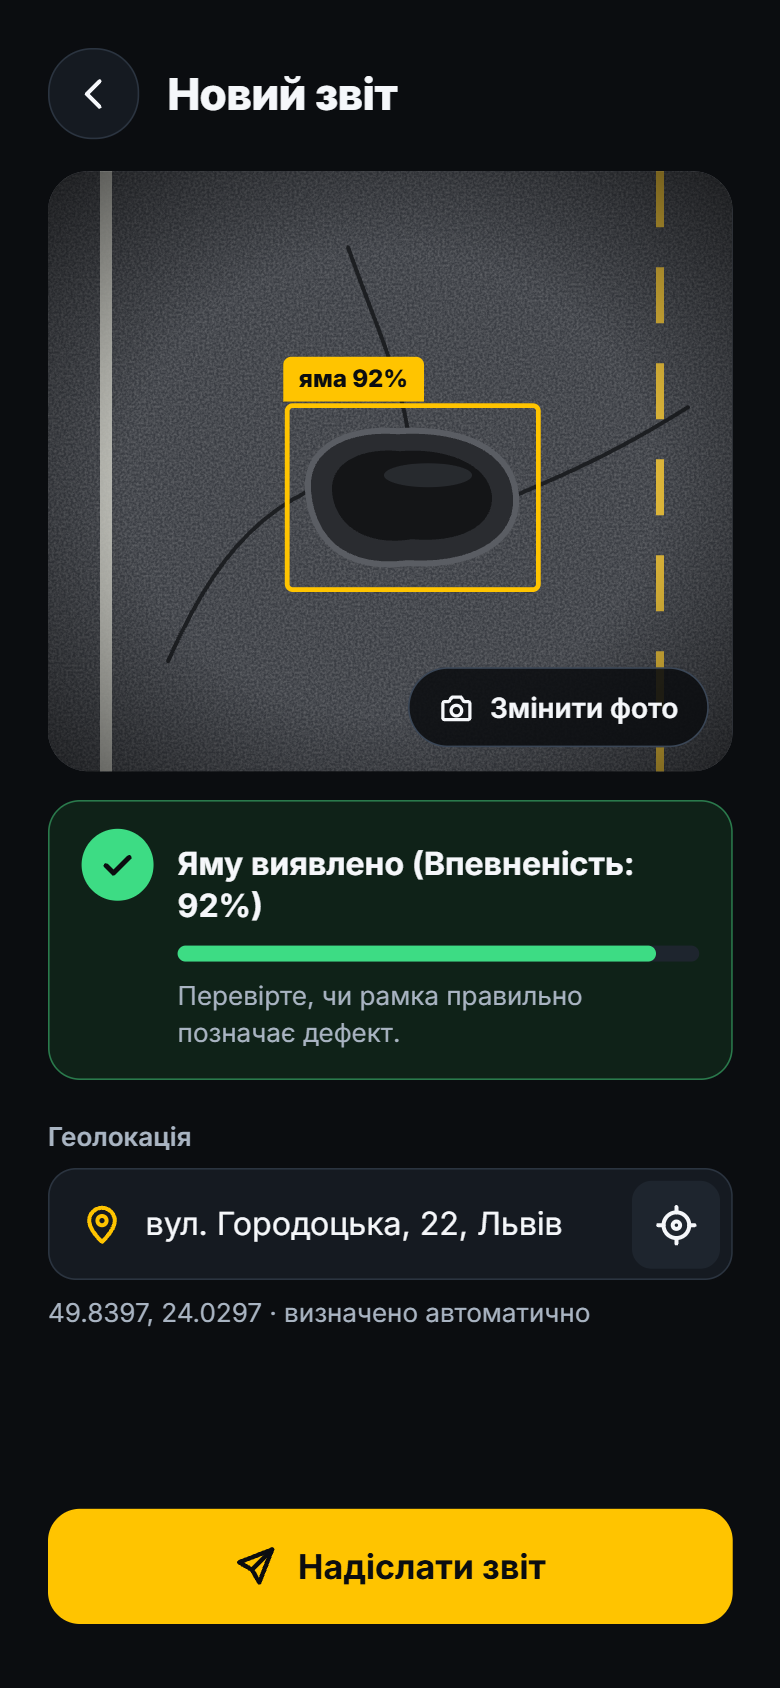 Новий звіт
яма 92%
Змінити фото
Яму виявлено (Впевненість:
92%)
Перевірте, чи рамка правильно
позначає дефект.
Геолокація
вул. Городоцька, 22, Львів
49.8397, 24.0297 · визначено автоматично
Надіслати звіт